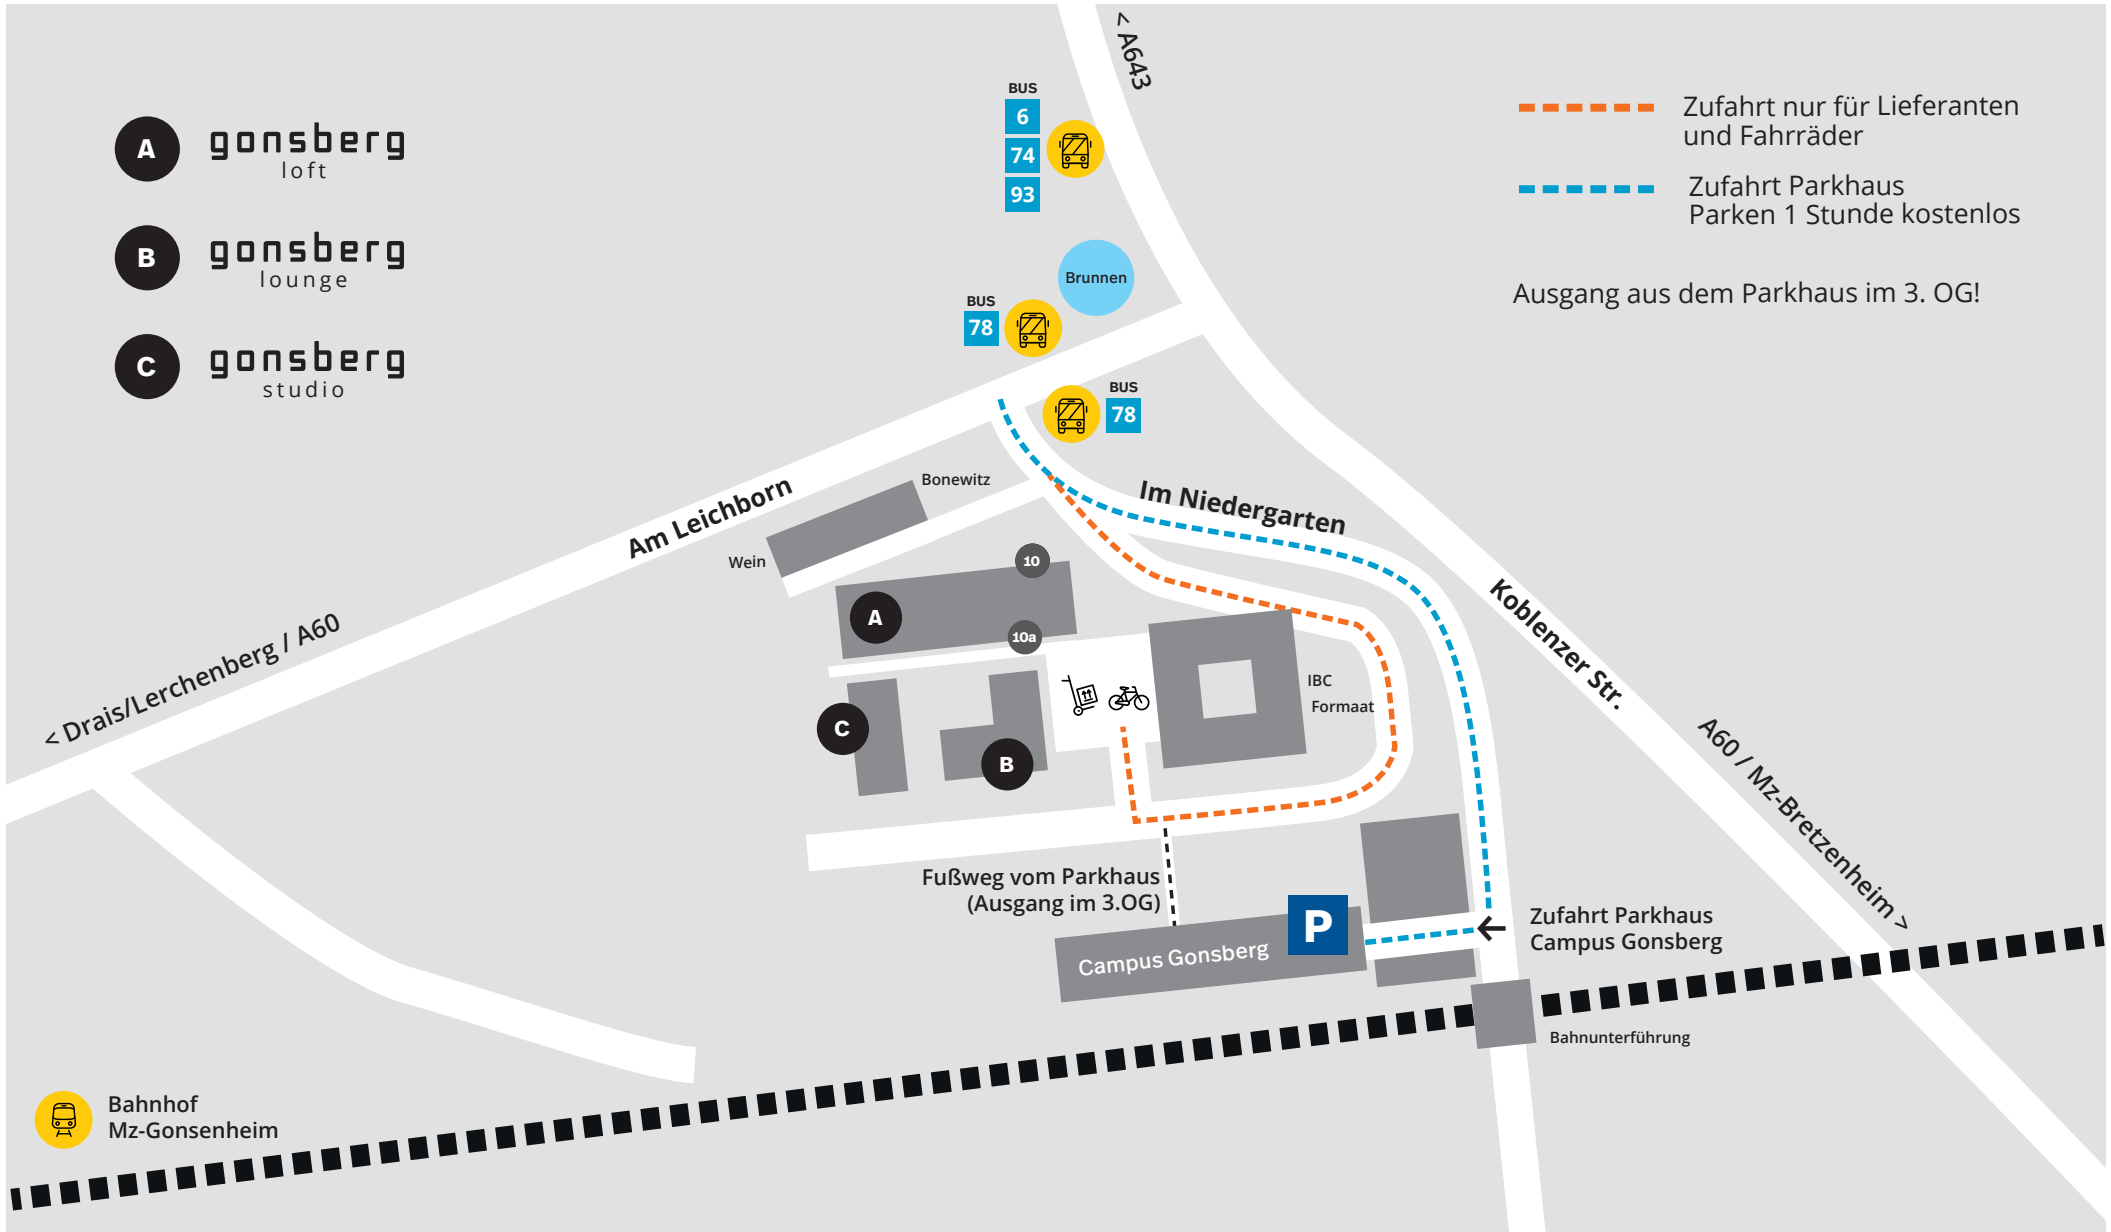 < A643
A
gonsberg
loft
B
gonsberg
lounge
C
gonsberg
studio
BUS
6
74
93
Brunnen
BUS
78
BUS
78
Zufahrt nur für Lieferanten
und Fahrräder
Zufahrt Parkhaus
Parken 1 Stunde kostenlos
Ausgang aus dem Parkhaus im 3. OG!
Am Leichborn
< Drais/Lerchenberg / A60
Bonewitz
Wein
Im Niedergarten
Koblenzer Str.
A60 / Mz-Bretzenheim >
10
A
10a
C
B
IBC
Formaat
Fußweg vom Parkhaus
(Ausgang im 3.OG)
P
Campus Gonsberg
Zufahrt Parkhaus
Campus Gonsberg
Bahnunterführung
Bahnhof
Mz-Gonsenheim